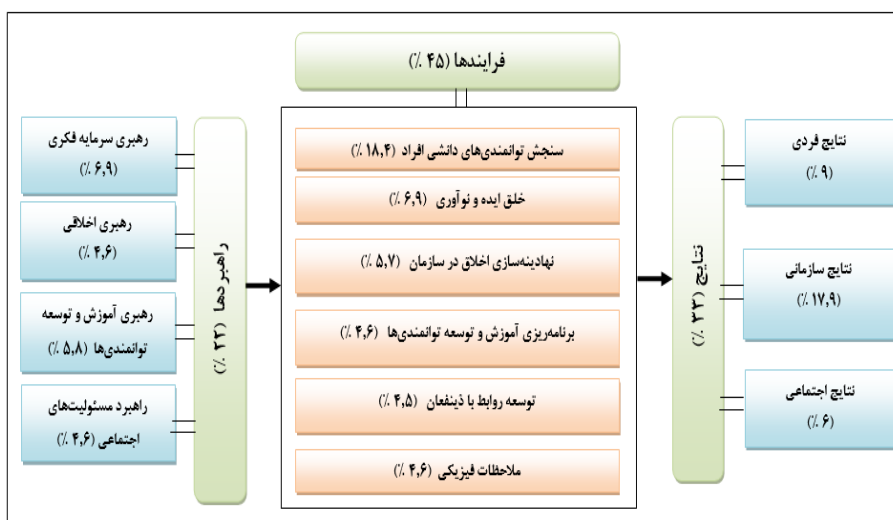 فرایندها (۴۵ ٪)
رهبری سرمایه فکری
(۶,۹ ٪)
رهبری اخلاقی
(۴,۶ ٪)
رهبری آموزش و توسعه
توانمندی‌ها (۵,۸ ٪)
راهبرد مسئولیت‌های
اجتماعی (۴,۶ ٪)
راهبردها (۲۲ ٪)
سنجش توانمندی‌های دانشی افراد (۱۸,۴ ٪)
خلق ایده و نوآوری (۶,۹ ٪)
نهادینه‌سازی اخلاق در سازمان (۵,۷ ٪)
برنامه‌ریزی آموزش و توسعه توانمندی‌ها (۴,۶ ٪)
توسعه روابط با ذینفعان (۴,۵ ٪)
ملاحظات فیزیکی (۴,۶ ٪)
نتایج (۳۳ ٪)
نتایج فردی
(۹ ٪)
نتایج سازمانی
(۱۷,۹ ٪)
نتایج اجتماعی
(۶ ٪)